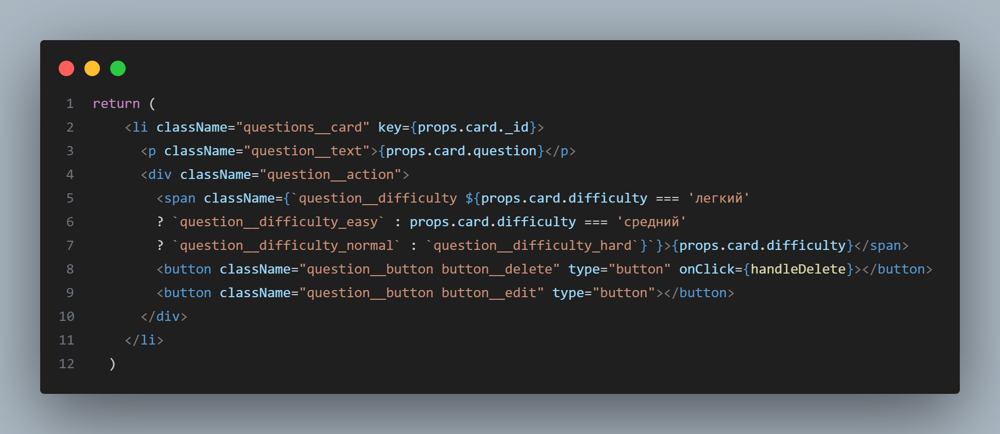 1 return (
2 <li className="questions__card" key={props.card._id}>
3 <p className="question__text">{props.card.question}</p>
4 <div className="question__action">
5 <span className={`question__difficulty ${props.card.difficulty === 'легкий'
6 ? `question__difficulty_easy` : props.card.difficulty === 'средний'
7 ? `question__difficulty_normal` : `question__difficulty_hard`}`}>{props.card.difficulty}</span>
8 <button className="question__button button__delete" type="button" onClick={handleDelete}></button>
9 <button className="question__button button__edit" type="button"></button>
10 </div>
11 </li>
12 )